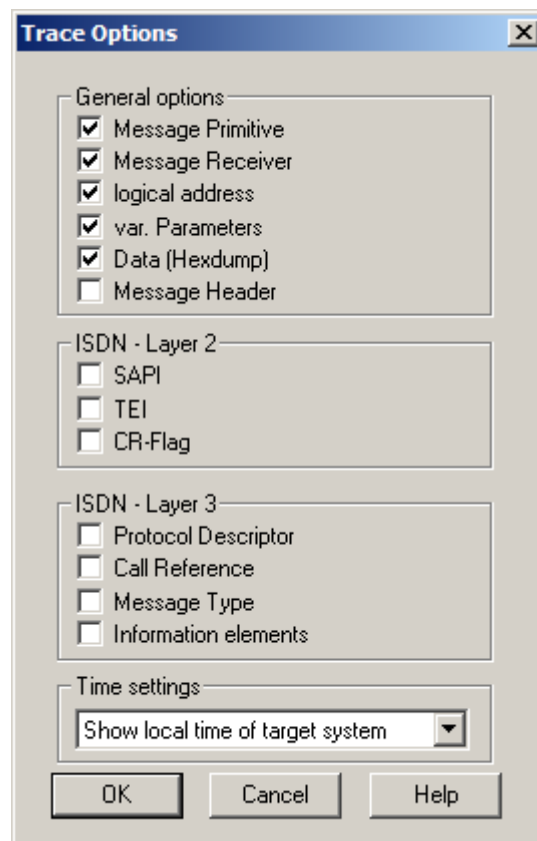 Trace Options
General options
Message Primitive
Message Receiver
logical address
var. Parameters
Data (Hexdump)
Message Header
ISDN - Layer 2
SAPI
TEI
CR-Flag
ISDN - Layer 3
Protocol Descriptor
Call Reference
Message Type
Information elements
Time settings
Show local time of target system
OK Cancel Help